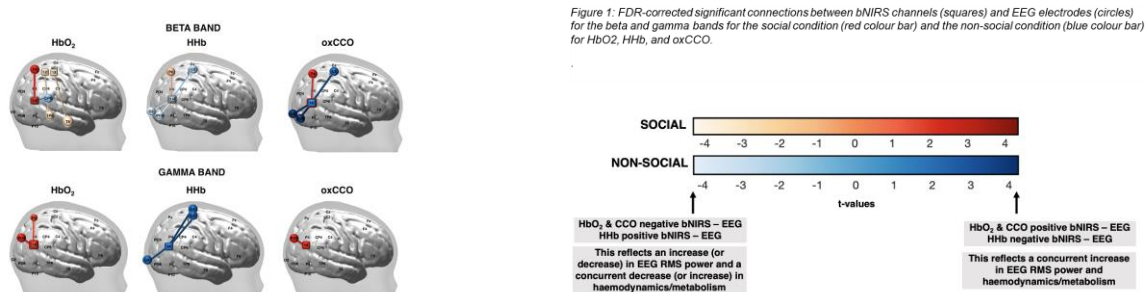 BETA BAND
HbO2
HHb
oxCCO
GAMMA BAND
HbO2
HHb
oxCCO
Figure 1: FDR-corrected significant connections between bNIRS channels (squares) and EEG electrodes (circles)
for the beta and gamma bands for the social condition (red colour bar) and the non-social condition (blue colour bar)
for HbO2, HHb, and oxCCO.
.
SOCIAL
-4 -3 -2 -1 0 1 2 3 4
NON-SOCIAL
-4 -3 -2 -1 0 1 2 3 4
t-values
HbO2 & CCO negative bNIRS – EEG
HHb positive bNIRS – EEG
This reflects an increase (or
decrease) in EEG RMS power and a
concurrent decrease (or increase) in
haemodynamics/metabolism
HbO2 & CCO positive bNIRS – EEG
HHb negative bNIRS – EEG
This reflects a concurrent increase
in EEG RMS power and
haemodynamics/metabolism